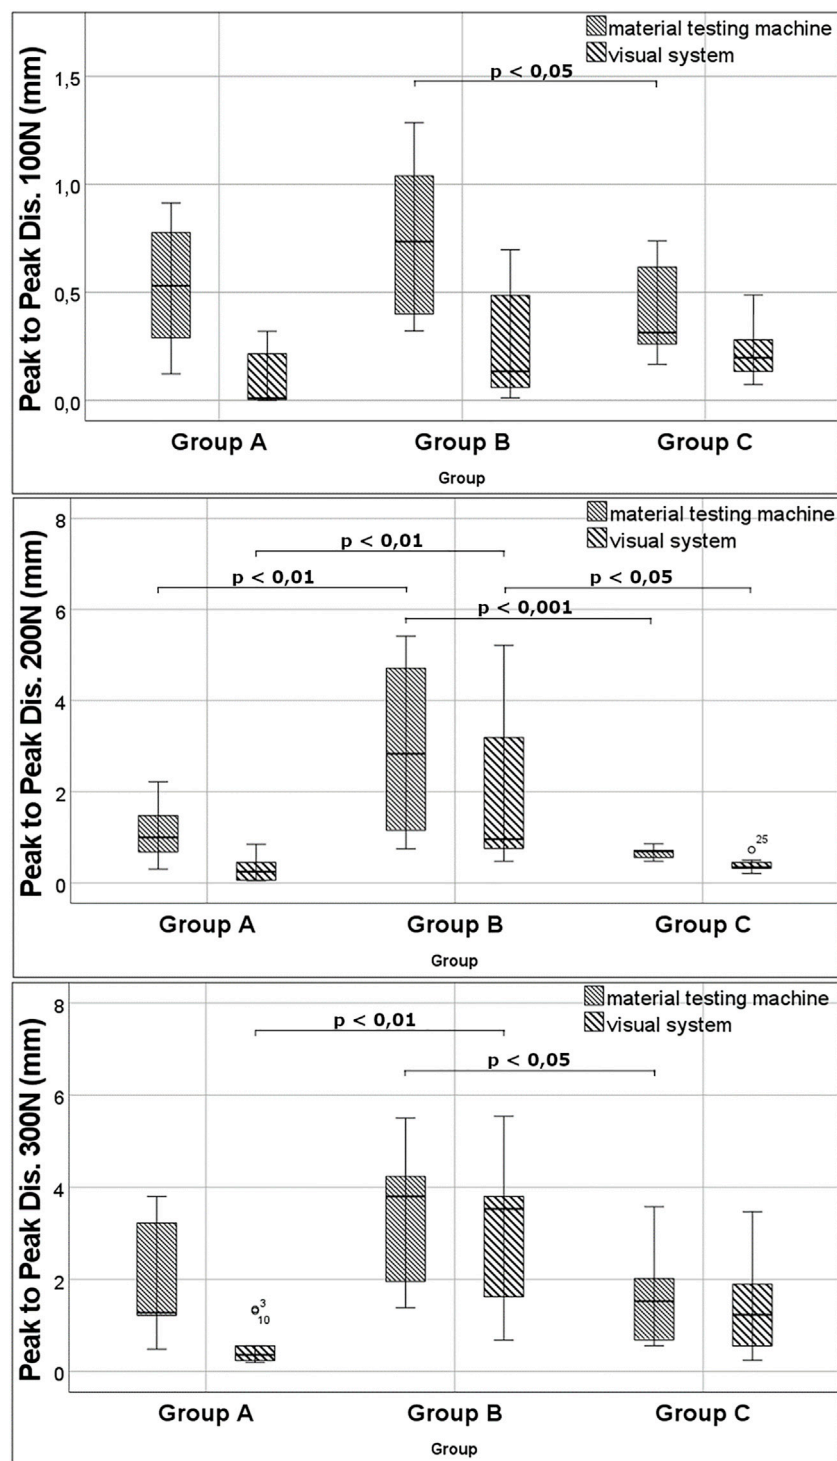 material testing machine
visual system
p < 0,05
Peak to Peak Dis. 100N (mm)
1,5
1,0
0,5
0,0
Group A Group B Group C
Group
material testing machine
visual system
p < 0,01
p < 0,01 p < 0,05
p < 0,001
Peak to Peak Dis. 200N (mm)
8
6
4
2
0
25
Group A Group B Group C
Group
material testing machine
visual system
p < 0,01
p < 0,05
Peak to Peak Dis. 300N (mm)
8
6
4
2
0
3
10
Group A Group B Group C
Group